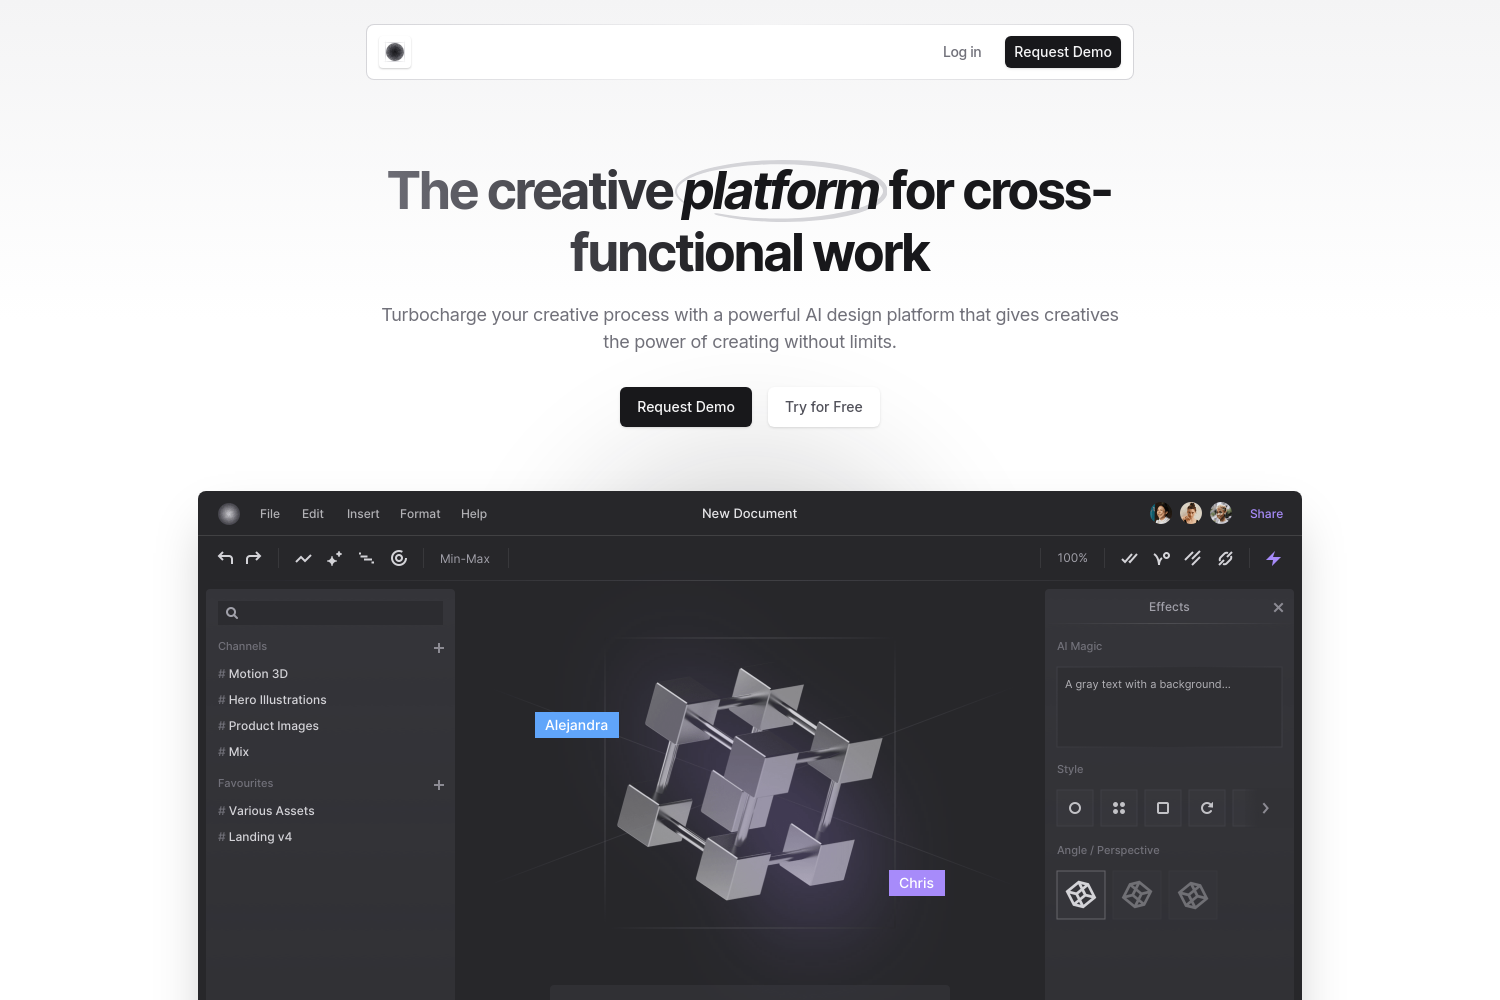 Log in
Request Demo
The creative platform for cross-
functional work
Turbocharge your creative process with a powerful AI design platform that gives creatives
the power of creating without limits.
Request Demo
Try for Free
File
Edit
Insert
Format
Help
New Document
Share
Min-Max
100%
Channels
# Motion 3D
# Hero Illustrations
# Product Images
# Mix
Favourites
# Various Assets
# Landing v4
Alejandra
Chris
Effects
AI Magic
A gray text with a background...
Style
Angle / Perspective